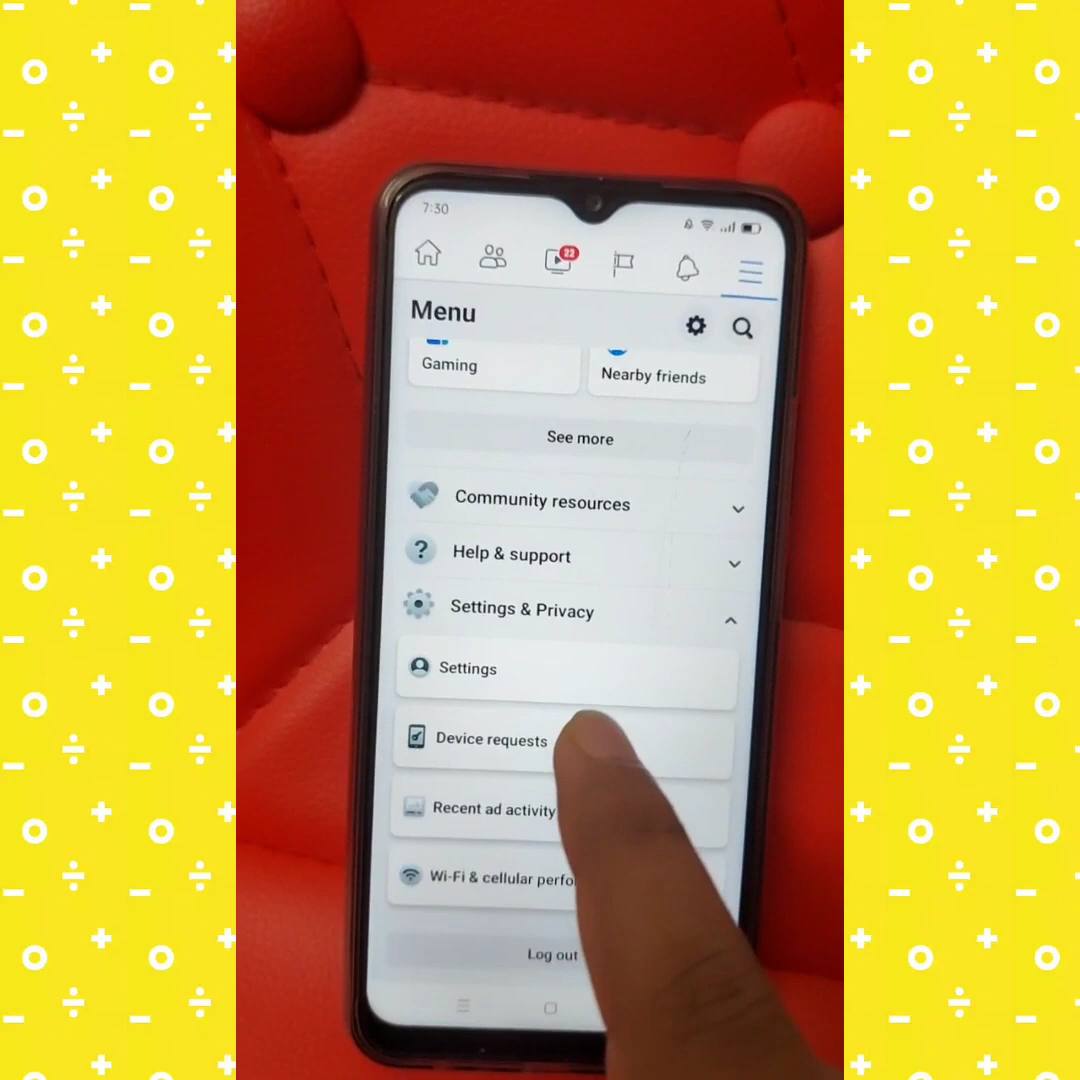 7:30
22
Menu
Gaming
Nearby friends
See more
Community resources
?
Help & support
Settings & Privacy
Settings
Device requests
Recent ad activity
Wi-Fi & cellular perfo
Log out